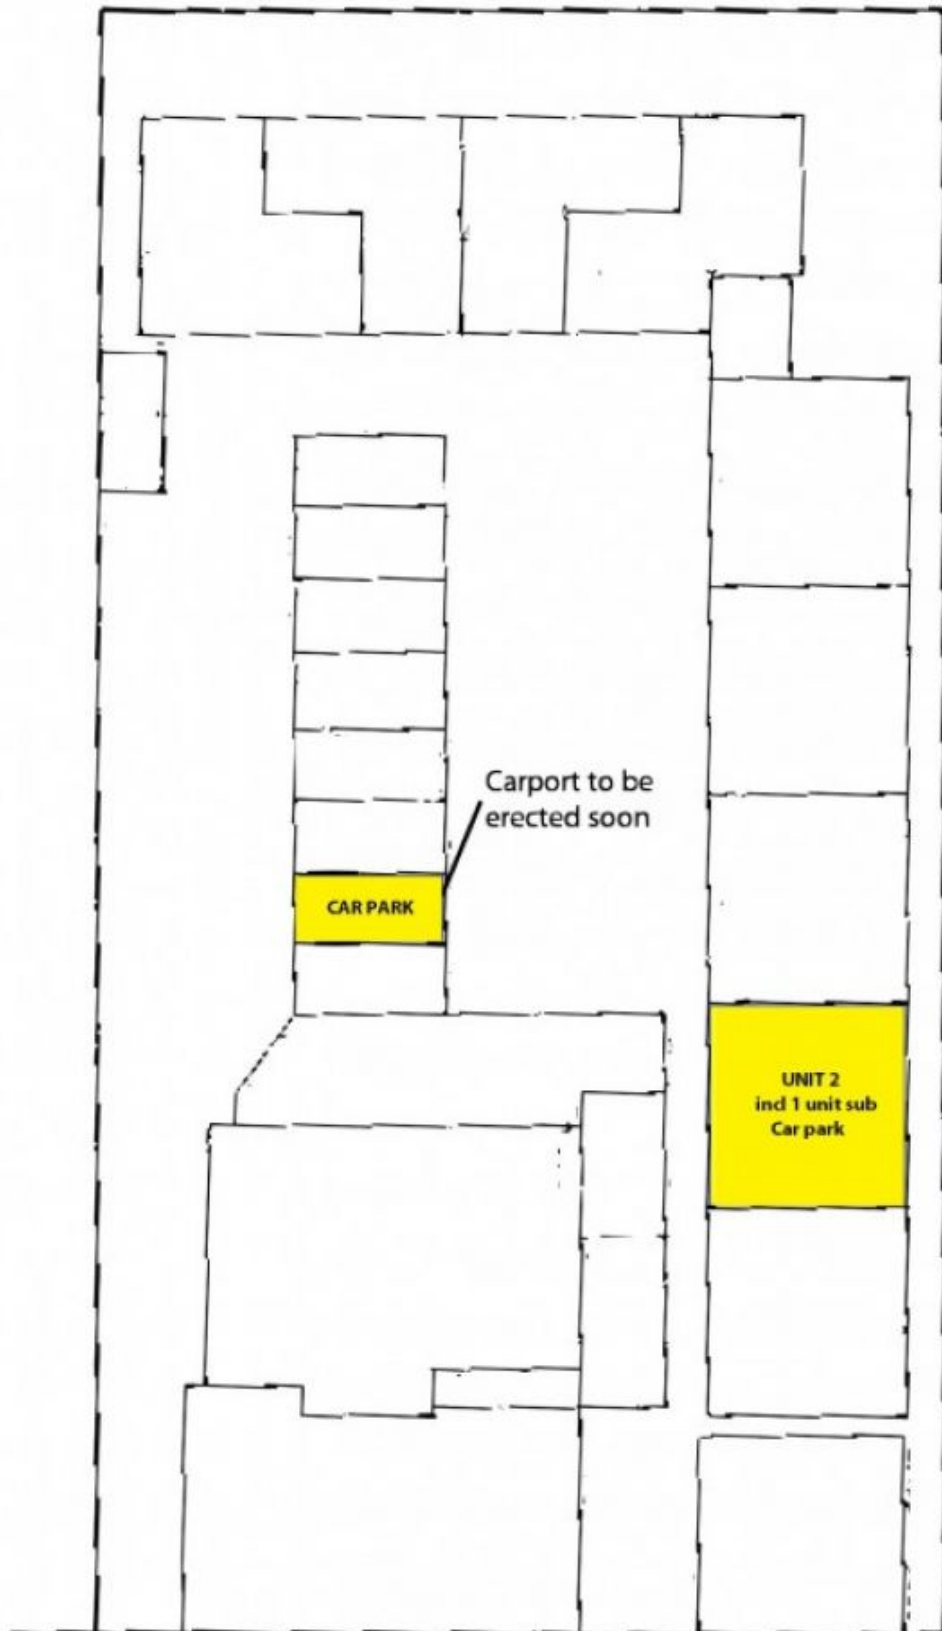 Carport to be
erected soon
CAR PARK
UNIT 2
incl 1 unit sub
Car park